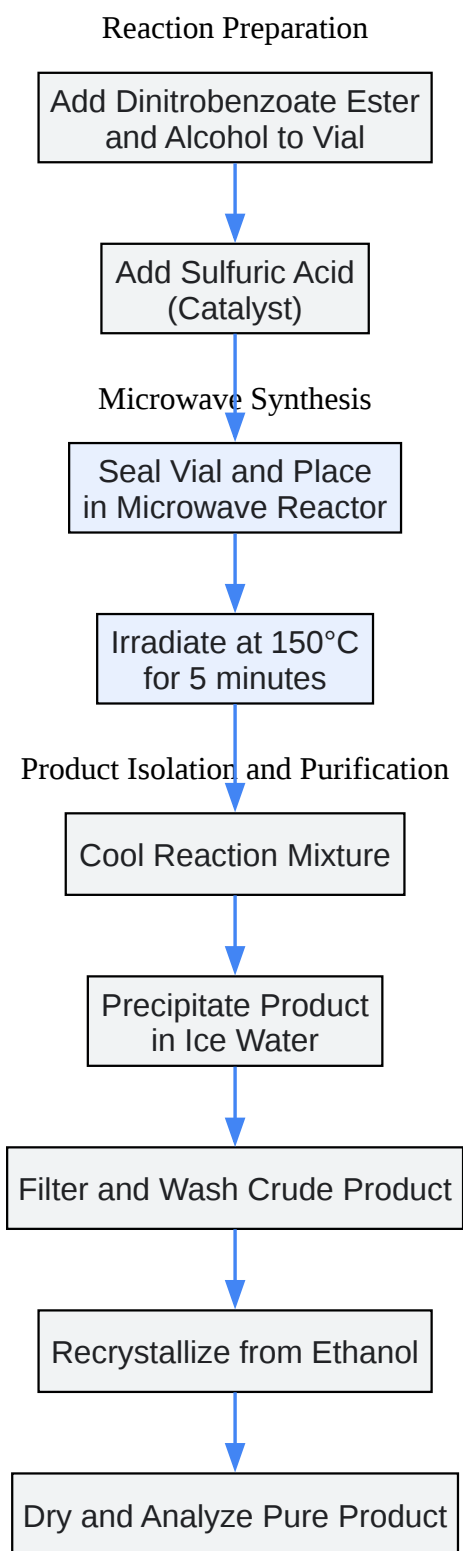 Reaction Preparation
Add Dinitrobenzoate Ester
and Alcohol to Vial
Add Sulfuric Acid
(Catalyst)
Microwave Synthesis
Seal Vial and Place
in Microwave Reactor
Irradiate at 150°C
for 5 minutes
Product Isolation and Purification
Cool Reaction Mixture
Precipitate Product
in Ice Water
Filter and Wash Crude Product
Recrystallize from Ethanol
Dry and Analyze Pure Product